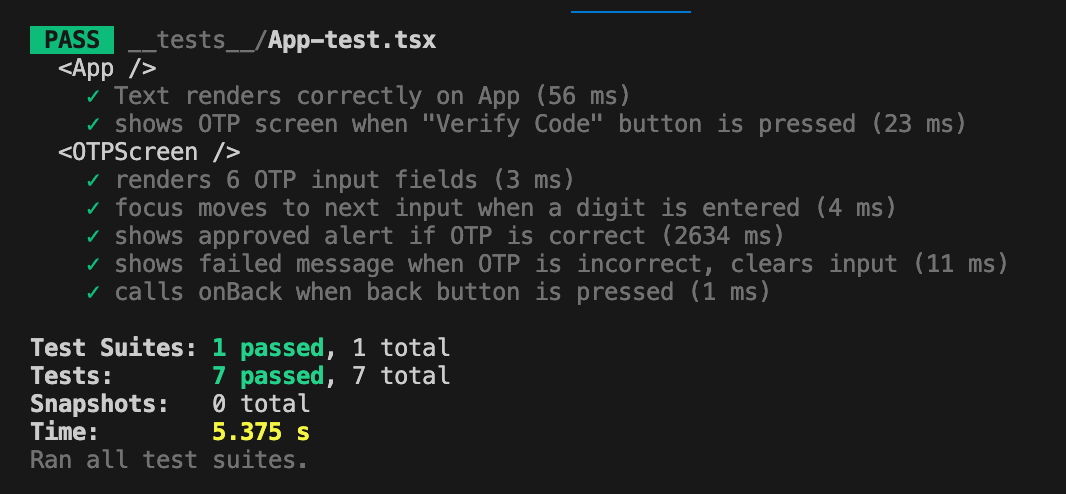 PASS __tests__/App-test.tsx
<App />
✓ Text renders correctly on App (56 ms)
✓ shows OTP screen when "Verify Code" button is pressed (23 ms)
<OTPScreen />
✓ renders 6 OTP input fields (3 ms)
✓ focus moves to next input when a digit is entered (4 ms)
✓ shows approved alert if OTP is correct (2634 ms)
✓ shows failed message when OTP is incorrect, clears input (11 ms)
✓ calls onBack when back button is pressed (1 ms)
Test Suites: 1 passed, 1 total
Tests: 7 passed, 7 total
Snapshots: 0 total
Time: 5.375 s
Ran all test suites.